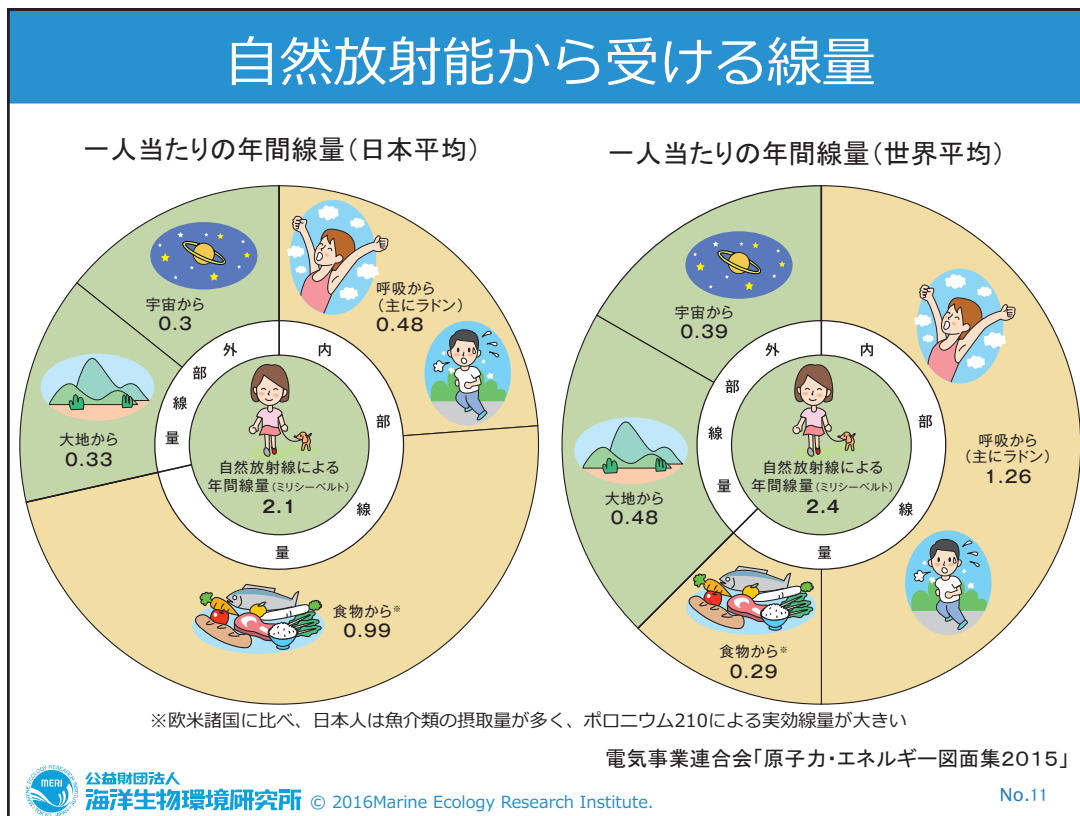 自然放射能から受ける線量
一人当たりの年間線量(日本平均)
宇宙から
0.3
呼吸から
(主にラドン)
0.48
大地から
0.33
外部線量
内部線量
自然放射線による
年間線量(ミリシーベルト)
2.1
食物から※
0.99
一人当たりの年間線量(世界平均)
宇宙から
0.39
呼吸から
(主にラドン)
1.26
大地から
0.48
外部線量
内部線量
自然放射線による
年間線量(ミリシーベルト)
2.4
食物から※
0.29
※欧米諸国に比べ、日本人は魚介類の摂取量が多く、ポロニウム210による実効線量が大きい
電気事業連合会「原子力・エネルギー図面集2015」
MERI
公益財団法人
海洋生物環境研究所 © 2016Marine Ecology Research Institute.
No.11